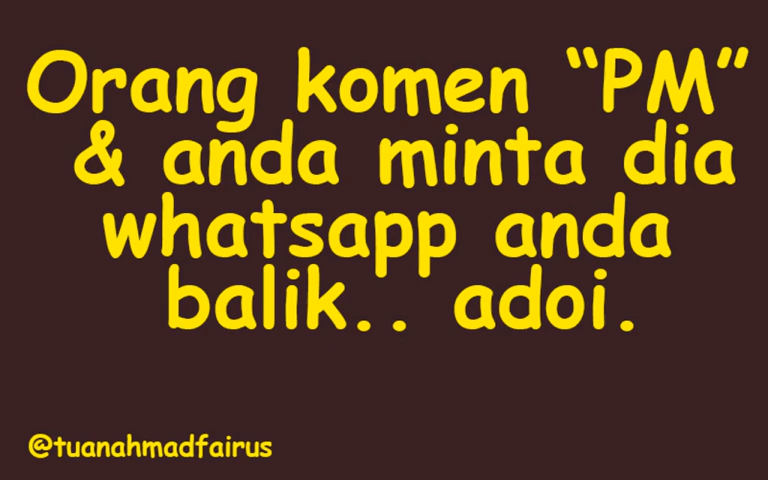 Orang komen “PM”
& anda minta dia
whatsapp anda
balik.. adoi.
@tuanahmadfairus